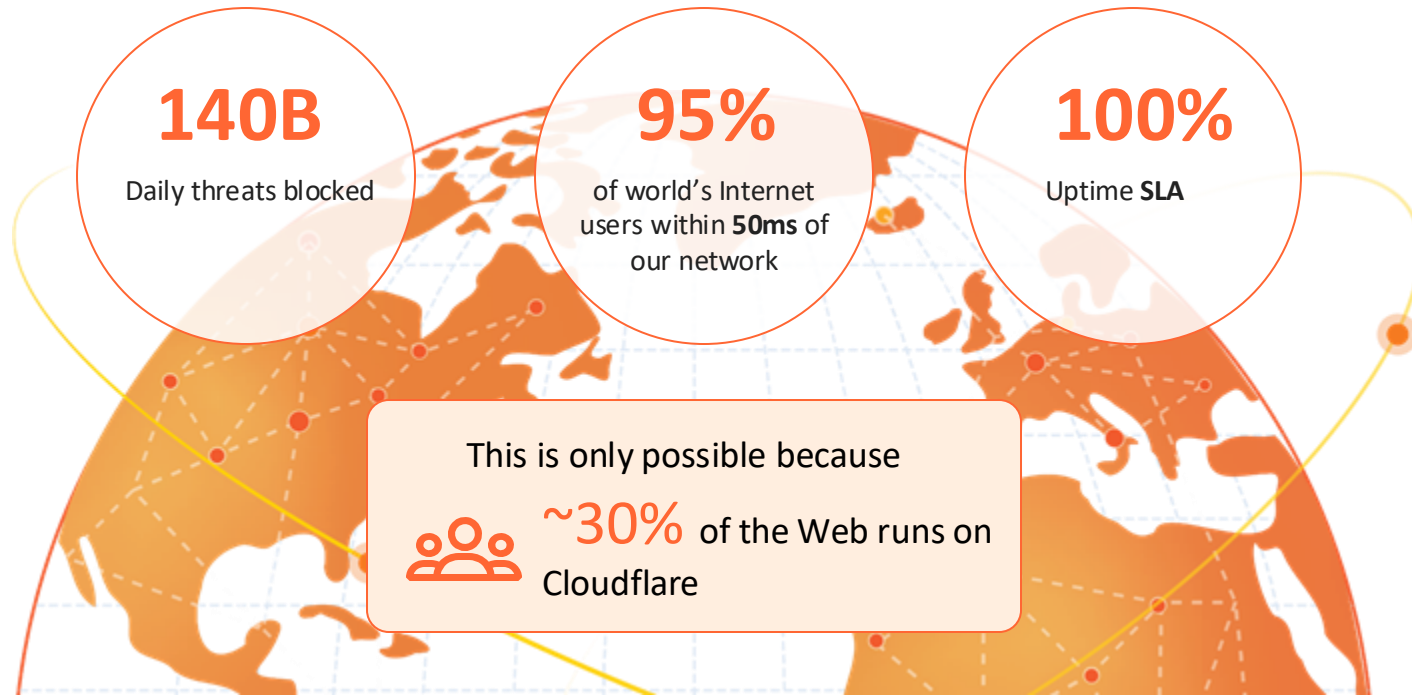 140B
Daily threats blocked
95%
of world's Internet
users within 50ms of
our network
100%
Uptime SLA
This is only possible because
~30% of the Web runs on
Cloudflare